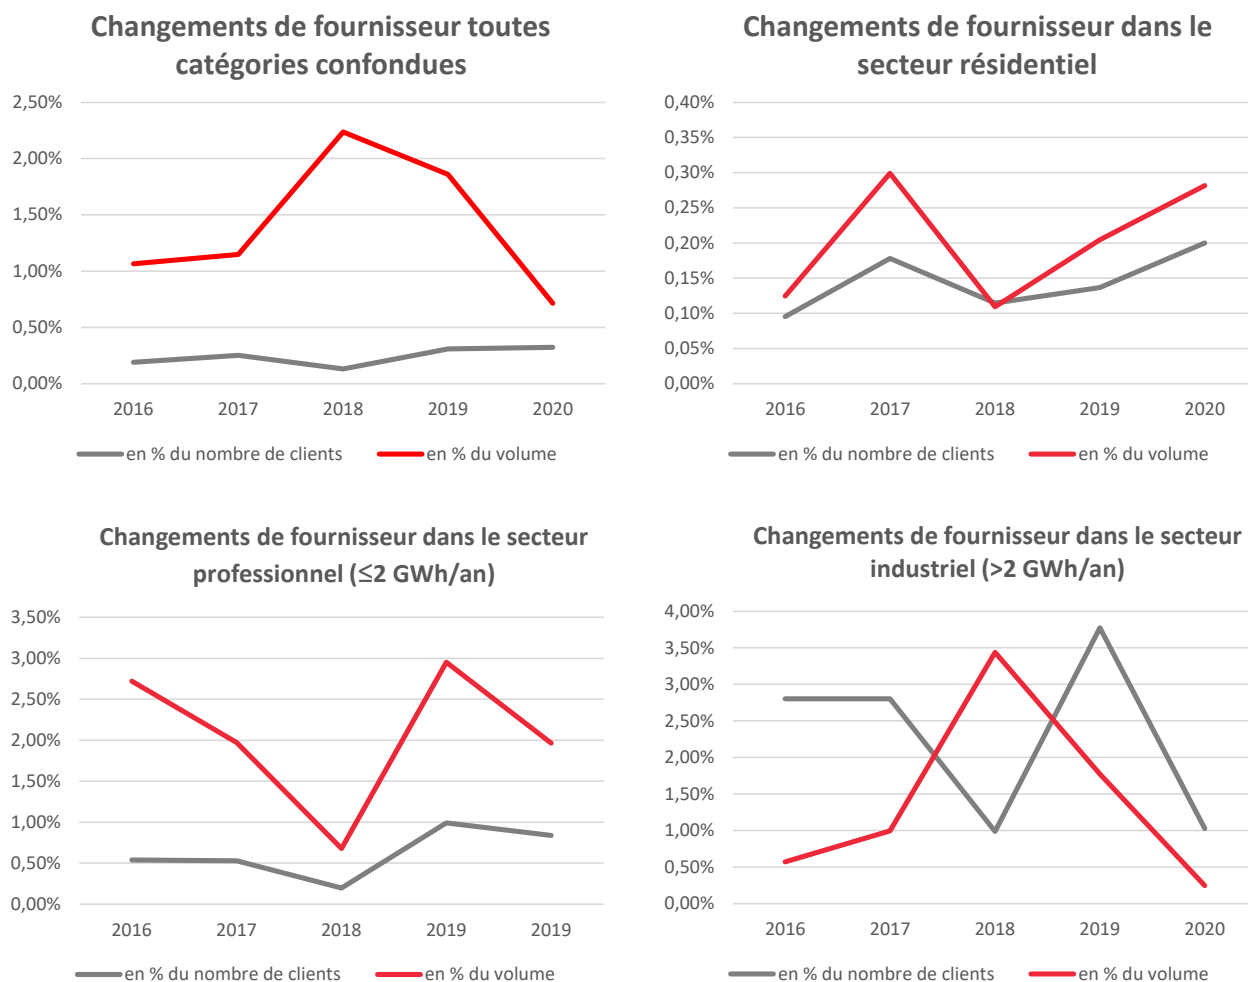 Changements de fournisseur toutes
catégories confondues
2,50%
2,00%
1,50%
1,00%
0,50%
0,00%
2016 2017 2018 2019 2020
en % du nombre de clients en % du volume
Changements de fournisseur dans le
secteur résidentiel
0,40%
0,35%
0,30%
0,25%
0,20%
0,15%
0,10%
0,05%
0,00%
2016 2017 2018 2019 2020
en % du nombre de clients en % du volume
Changements de fournisseur dans le secteur
professionnel (≤2 GWh/an)
3,50%
3,00%
2,50%
2,00%
1,50%
1,00%
0,50%
0,00%
2016 2017 2018 2019 2019
en % du nombre de clients en % du volume
Changements de fournisseur dans le secteur
industriel (>2 GWh/an)
4,00%
3,50%
3,00%
2,50%
2,00%
1,50%
1,00%
0,50%
0,00%
2016 2017 2018 2019 2020
en % du nombre de clients en % du volume